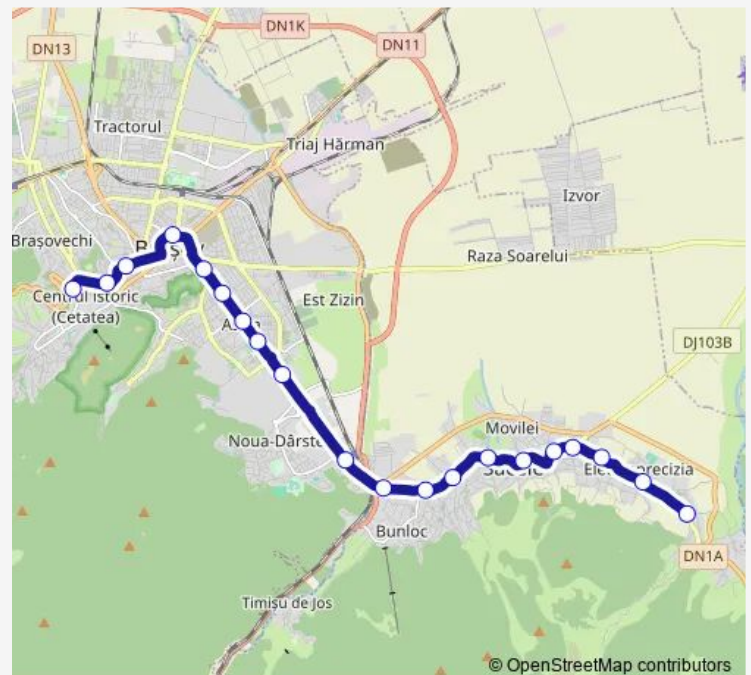 DN1K
DN13
DN11
Tractorul
Triaj Hărman
Izvor
Brașovechi
Raza Soarelui
Centrul Istoric
(Cetatea)
Est Zizin
DJ103B
Movilei
Noua-Dârste
Bunloc
DN1A
Timișu de Jos
© OpenStreetMap contributors